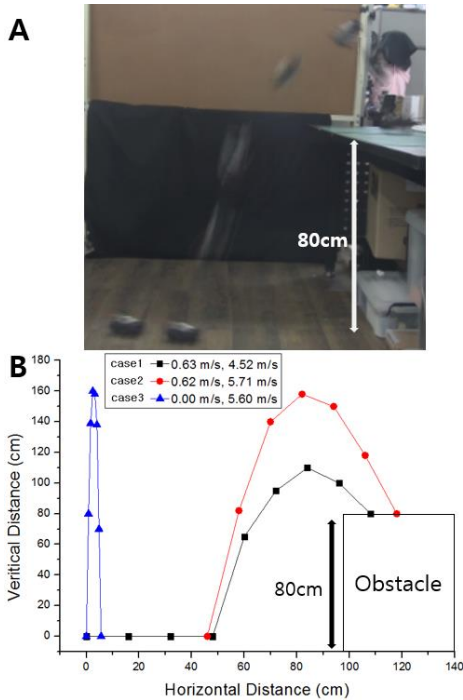 A
80cm
B
case1 0.63 m/s, 4.52 m/s
case2 0.62 m/s, 5.71 m/s
case3 0.00 m/s, 5.60 m/s
180
160
140
120
100
80
60
40
20
0
Veritical Distance (cm)
80cm
Obstacle
0 20 40 60 80 100 120 140
Horizontal Distance (cm)